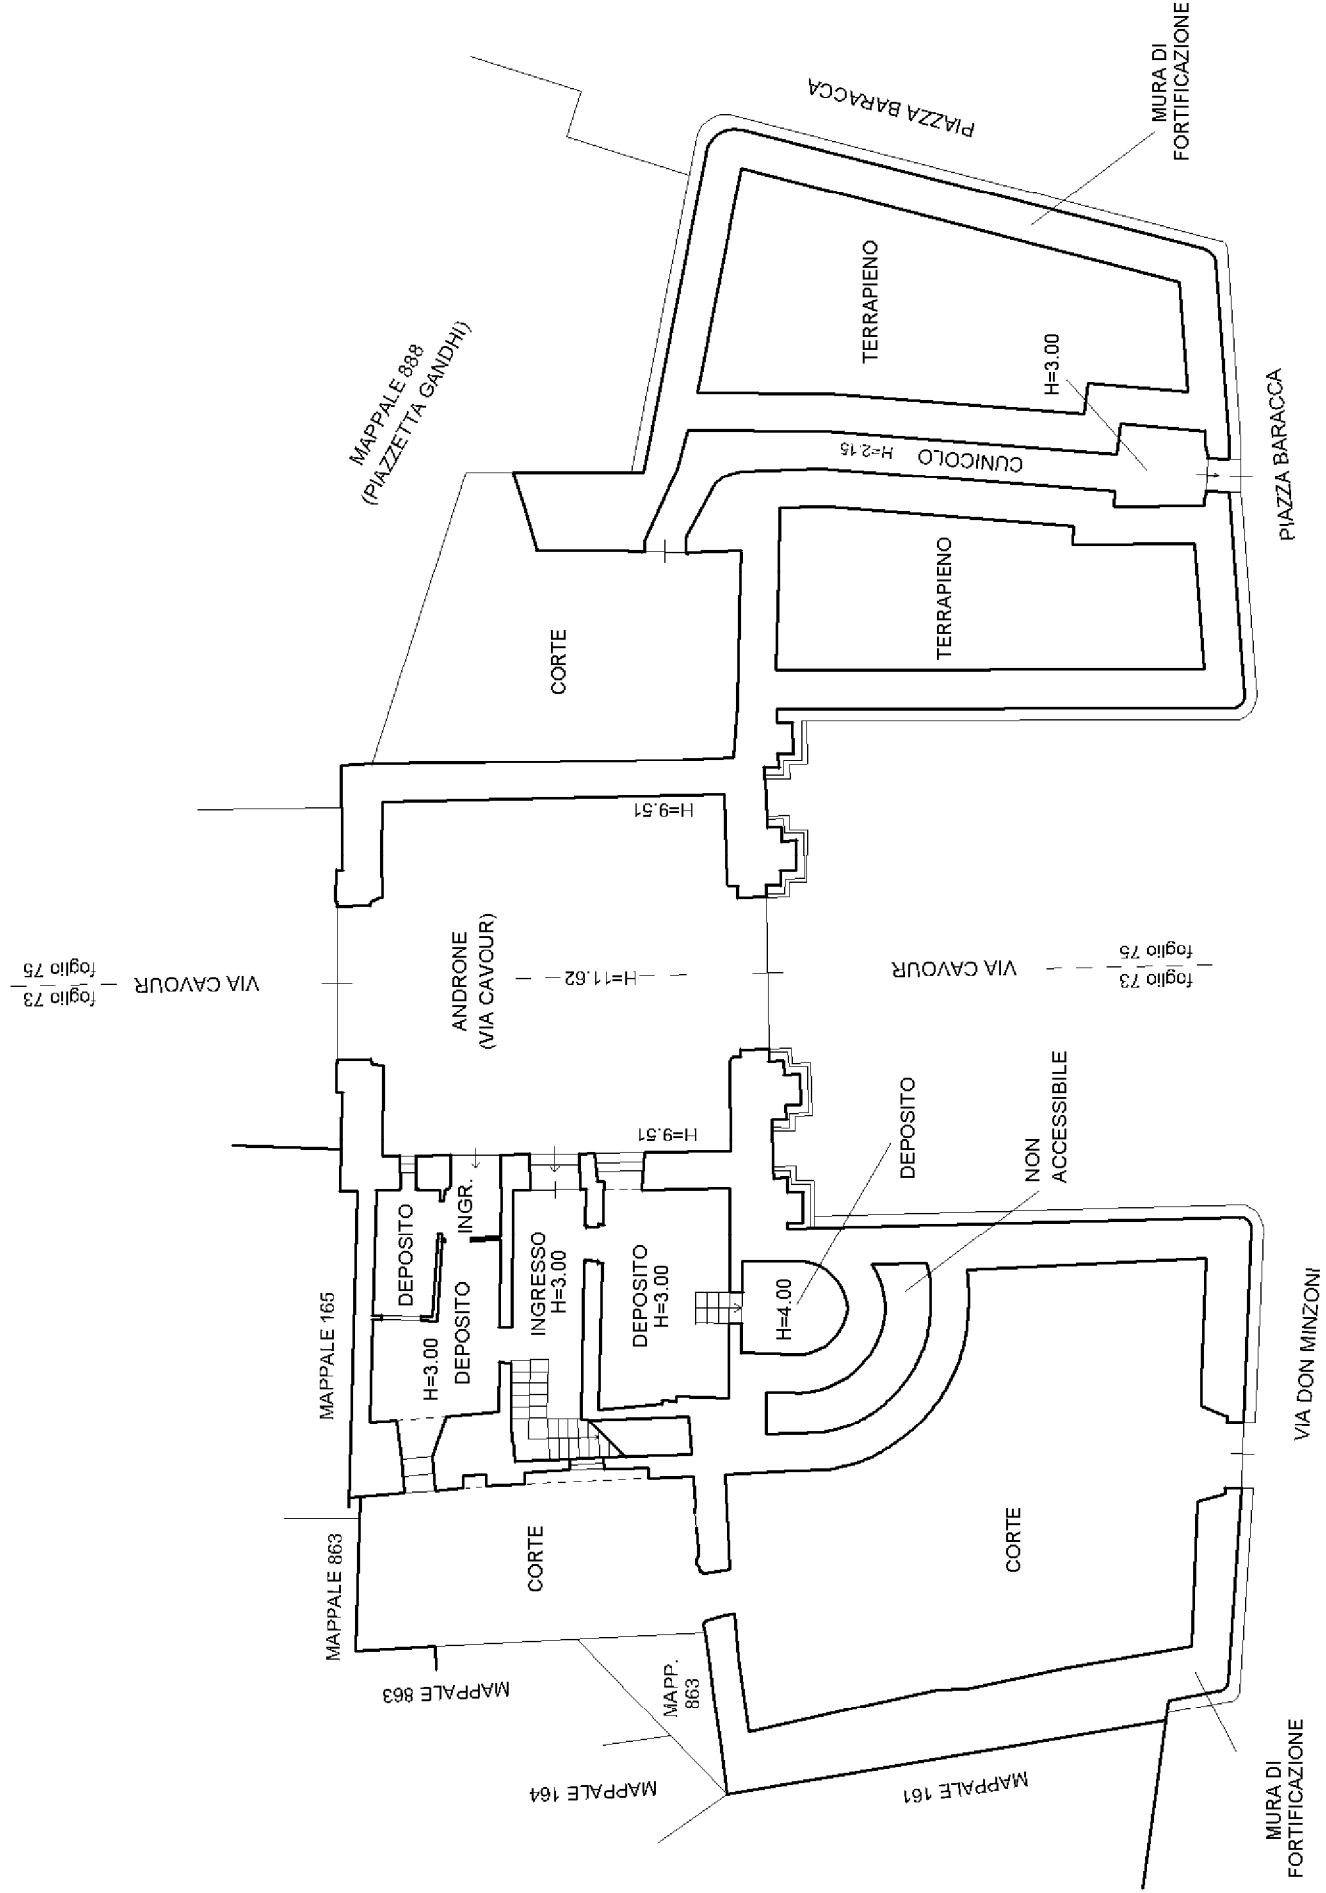 MURA DI
FORTIFICAZIONE
PIAZZA BARACCA
TERRAPIENO
MAPPALE 888
(PIAZZETTA GANDHI)
H=3.00
CUNICOLO
H=2.15
PIAZZA BARACCA
TERRAPIENO
CORTE
H=9.51
foglio 73
foglio 75
VIA CAVOUR
ANDRONE
(VIA CAVOUR)
H=11.62
VIA CAVOUR
foglio 73
foglio 75
H=9.51
DEPOSITO
NON
ACCESSIBILE
INGR.
DEPOSITO
INGRESSO
H=3.00
DEPOSITO
H=3.00
H=4.00
H=3.00
DEPOSITO
MAPPALE 165
VIA DON MINZONI
MAPPALE 863
CORTE
CORTE
MAPPALE 863
MAPP.
863
MAPPALE 164
MAPPALE 161
MURA DI
FORTIFICAZIONE